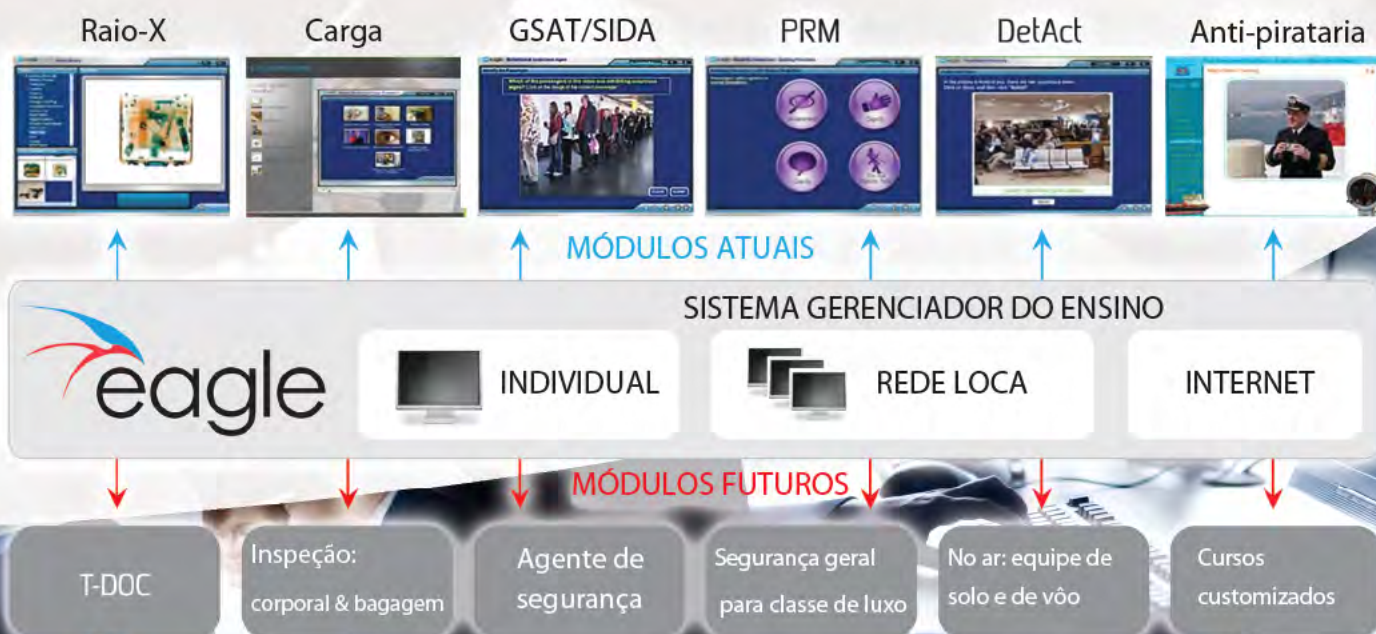 Raio-X
Carga
GSAT/SIDA
PRM
DetAct
Anti-pirataria
MÓDULOS ATUAIS
SISTEMA GERENCIADOR DO ENSINO
eagle
INDIVIDUAL
REDE LOCA
INTERNET
MÓDULOS FUTUROS
T-DOC
Inspeção:
corporal & bagagem
Agente de
segurança
Segurança geral
para classe de luxo
No ar: equipe de
solo e de vôo
Cursos
customizados